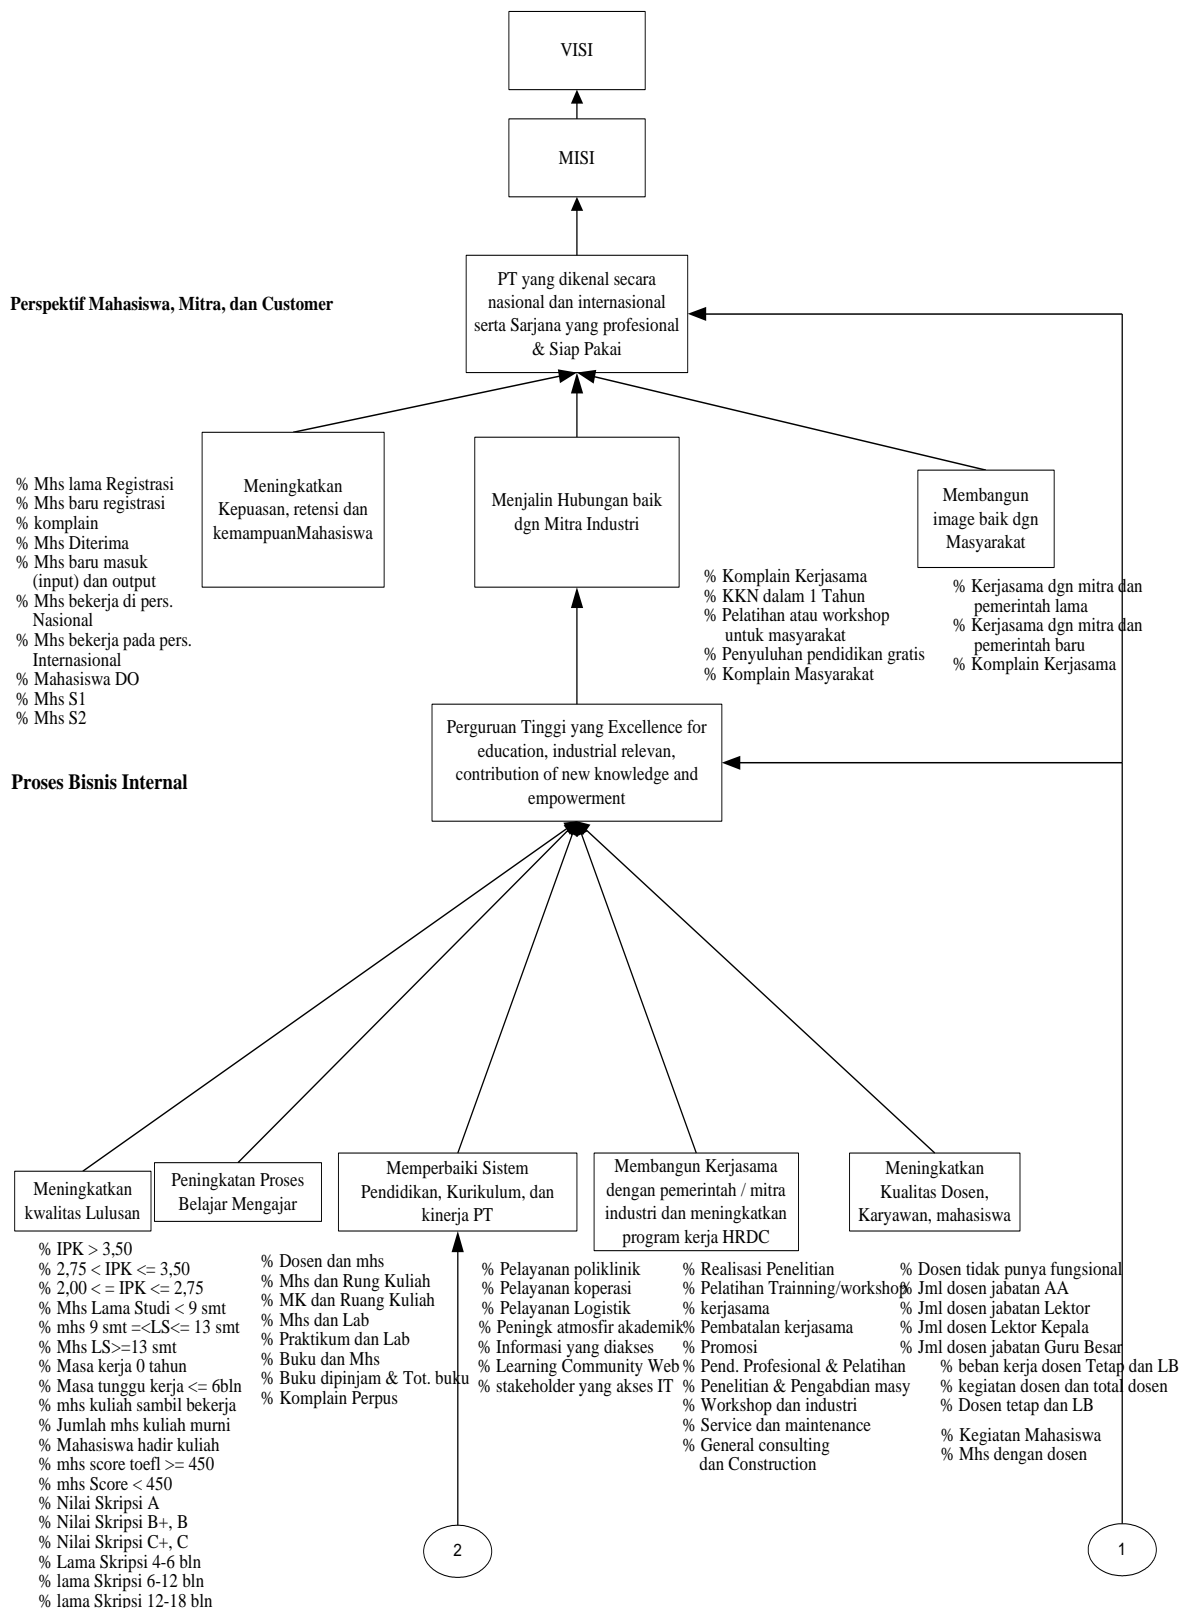 VISI
MISI
PT yang dikenal secara
nasional dan internasional
serta Sarjana yang profesional
& Siap Pakai
Perspektif Mahasiswa, Mitra, dan Customer
Meningkatkan
Kepuasan, retensi dan
kemampuanMahasiswa
Menjalin Hubungan baik
dgn Mitra Industri
Membangun
image baik dgn
Masyarakat
% Mhs lama Registrasi
% Mhs baru registrasi
% komplain
% Mhs Diterima
% Mhs baru masuk
(input) dan output
% Mhs bekerja di pers.
Nasional
% Mhs bekerja pada pers.
Internasional
% Mahasiswa DO
% Mhs S1
% Mhs S2
% Komplain Kerjasama
% KKN dalam 1 Tahun
% Pelatihan atau workshop
untuk masyarakat
% Penyuluhan pendidikan gratis
% Komplain Masyarakat
% Kerjasama dgn mitra dan
pemerintah lama
% Kerjasama dgn mitra dan
pemerintah baru
% Komplain Kerjasama
Perguruan Tinggi yang Excellence for
education, industrial relevan,
contribution of new knowledge and
empowerment
Proses Bisnis Internal
Meningkatkan
kwalitas Lulusan
Peningkatan Proses
Belajar Mengajar
Memperbaiki Sistem
Pendidikan, Kurikulum, dan
kinerja PT
Membangun Kerjasama
dengan pemerintah / mitra
industri dan meningkatkan
program kerja HRDC
Meningkatkan
Kualitas Dosen,
Karyawan, mahasiswa
% IPK > 3,50
% 2,75 < IPK <= 3,50
% 2,00 < = IPK <= 2,75
% Mhs Lama Studi < 9 smt
% mhs 9 smt =<LS<= 13 smt
% Mhs LS>=13 smt
% Masa kerja 0 tahun
% Masa tunggu kerja <= 6bln
% mhs kuliah sambil bekerja
% Jumlah mhs kuliah murni
% Mahasiswa hadir kuliah
% mhs score toefl >= 450
% mhs Score < 450
% Nilai Skripsi A
% Nilai Skripsi B+, B
% Nilai Skripsi C+, C
% Lama Skripsi 4-6 bln
% lama Skripsi 6-12 bln
% lama Skripsi 12-18 bln
% Dosen dan mhs
% Mhs dan Rung Kuliah
% MK dan Ruang Kuliah
% Mhs dan Lab
% Praktikum dan Lab
% Buku dan Mhs
% Buku dipinjam & Tot. buku
% Komplain Perpus
% Pelayanan poliklinik
% Pelayanan koperasi
% Pelayanan Logistik
% Peningk atmosfir akademik
% Informasi yang diakses
% Learning Community Web
% stakeholder yang akses IT
% Realisasi Penelitian
% Pelatihan Trainning/workshop
% kerjasama
% Pembatalan kerjasama
% Promosi
% Pend. Profesional & Pelatihan
% Penelitian & Pengabdian masy
% Workshop dan industri
% Service dan maintenance
% General consulting
dan Construction
% Dosen tidak punya fungsional
% Jml dosen jabatan AA
% Jml dosen jabatan Lektor
% Jml dosen Lektor Kepala
% Jml dosen jabatan Guru Besar
% beban kerja dosen Tetap dan LB
% kegiatan dosen dan total dosen
% Dosen tetap dan LB
% Kegiatan Mahasiswa
% Mhs dengan dosen
2
1